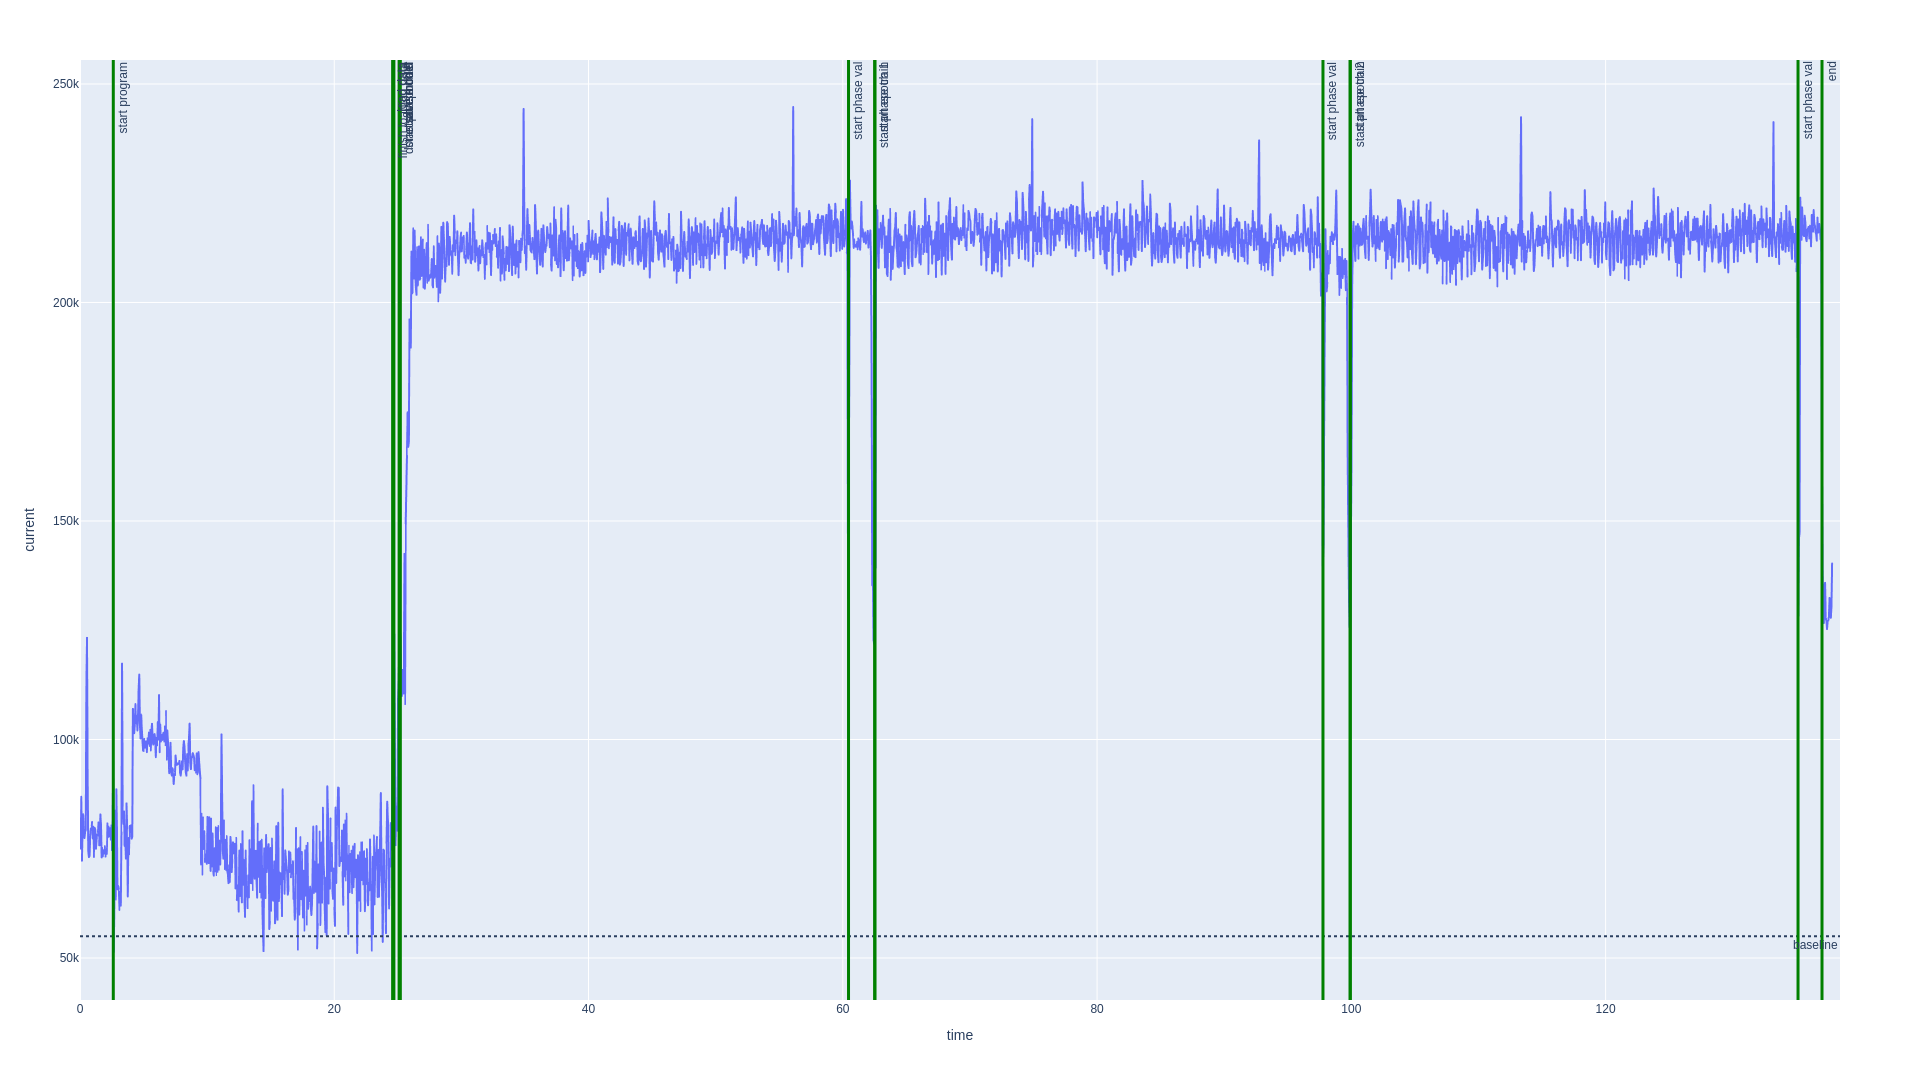 250k
200k
150k
100k
50k
current
0
20
40
60
80
100
120
time
start program
start phase val
start phase val
start phase val
end
baseline